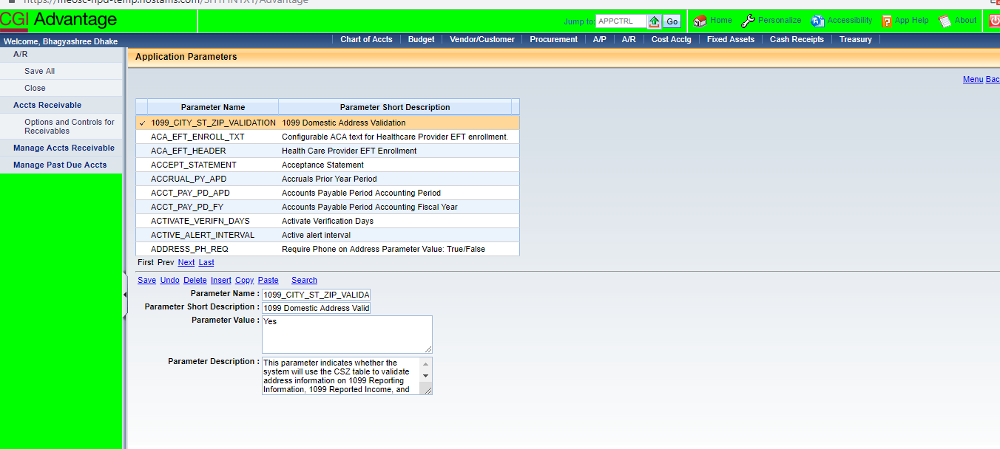 CGI Advantage
Jump to: APPCTRL Go Home Personalize Accessibility App Help About
Welcome, Bhagyashree Dhake
Chart of Accts Budget Vendor/Customer Procurement A/P A/R Cost Acctg Fixed Assets Cash Receipts Treasury
A/R
Save All
Close
Accts Receivable
Options and Controls for
Receivables
Manage Accts Receivable
Manage Past Due Accts
Application Parameters
Menu Bac
Parameter Name Parameter Short Description
1099_CITY_ST_ZIP_VALIDATION 1099 Domestic Address Validation
ACA_EFT_ENROLL_TXT Configurable ACA text for Healthcare Provider EFT enrollment.
ACA_EFT_HEADER Health Care Provider EFT Enrollment
ACCEPT_STATEMENT Acceptance Statement
ACCRUAL_PY_APD Accruals Prior Year Period
ACCT_PAY_PD_APD Accounts Payable Period Accounting Period
ACCT_PAY_PD_FY Accounts Payable Period Accounting Fiscal Year
ACTIVATE_VERIFN_DAYS Activate Verification Days
ACTIVE_ALERT_INTERVAL Active alert interval
ADDRESS_PH_REQ Require Phone on Address Parameter Value: True/False
First Prev Next Last
Save Undo Delete Insert Copy Paste Search
Parameter Name : 1099_CITY_ST_ZIP_VALIDA
Parameter Short Description : 1099 Domestic Address Valid
Parameter Value : Yes
Parameter Description : This parameter indicates whether the
system will use the CSZ table to validate
address information on 1099 Reporting
Information, 1099 Reported Income, and